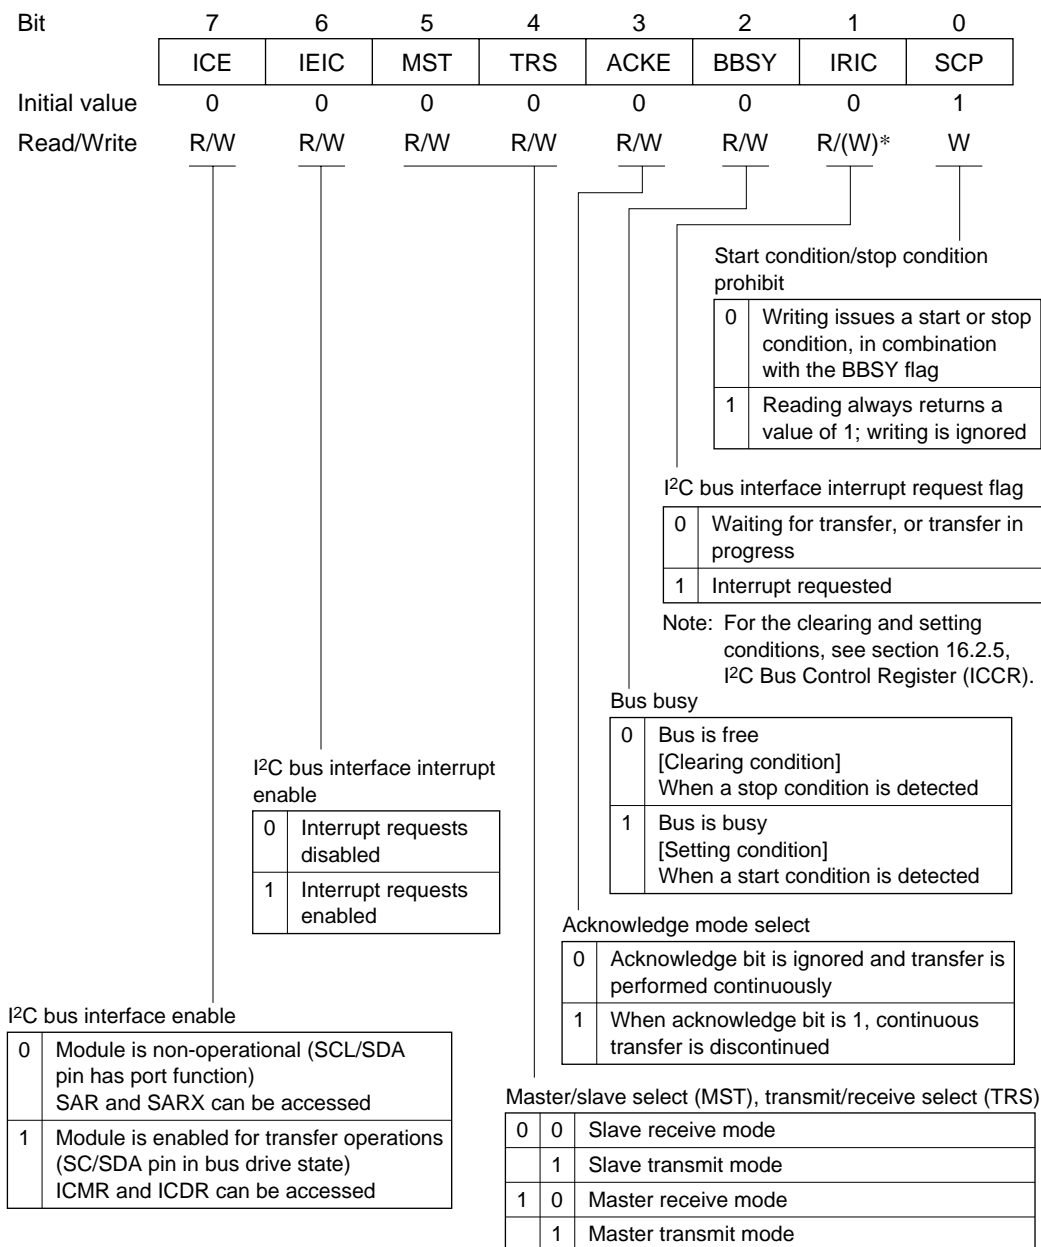 Bit 7 6 5 4 3 2 1 0
ICE IEIC MST TRS ACKE BBSY IRIC SCP
Initial value 0 0 0 0 0 0 0 1
Read/Write R/W R/W R/W R/W R/W R/W R/(W)* W
Start condition/stop condition
prohibit
0 Writing issues a start or stop
condition, in combination
with the BBSY flag
1 Reading always returns a
value of 1; writing is ignored
I2C bus interface interrupt request flag
0 Waiting for transfer, or transfer in
progress
1 Interrupt requested
Note: For the clearing and setting
conditions, see section 16.2.5,
I2C Bus Control Register (ICCR).
Bus busy
0 Bus is free
[Clearing condition]
When a stop condition is detected
1 Bus is busy
[Setting condition]
When a start condition is detected
I2C bus interface interrupt
enable
0 Interrupt requests
disabled
1 Interrupt requests
enabled
Acknowledge mode select
0 Acknowledge bit is ignored and transfer is
performed continuously
1 When acknowledge bit is 1, continuous
transfer is discontinued
I2C bus interface enable
0 Module is non-operational (SCL/SDA
pin has port function)
SAR and SARX can be accessed
1 Module is enabled for transfer operations
(SC/SDA pin in bus drive state)
ICMR and ICDR can be accessed
Master/slave select (MST), transmit/receive select (TRS)
0 0 Slave receive mode
1 Slave transmit mode
1 0 Master receive mode
1 Master transmit mode